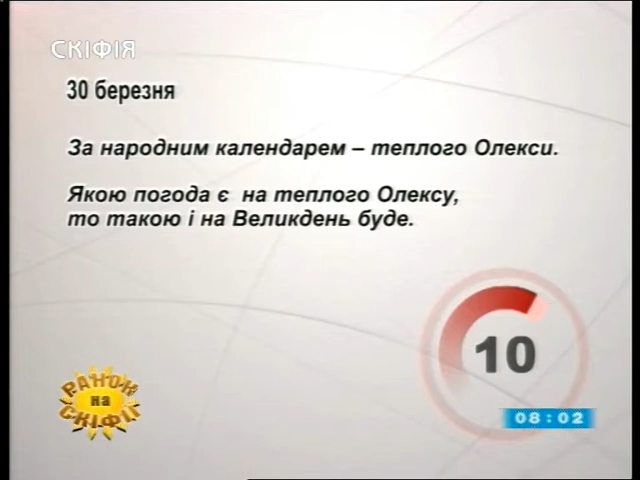 СКІФІЯ
30 березня
За народним календарем – теплого Олекси.
Якою погода є на теплого Олексу,
то такою і на Великдень буде.
10
РАНОК
на
СКІФІЇ
08:02